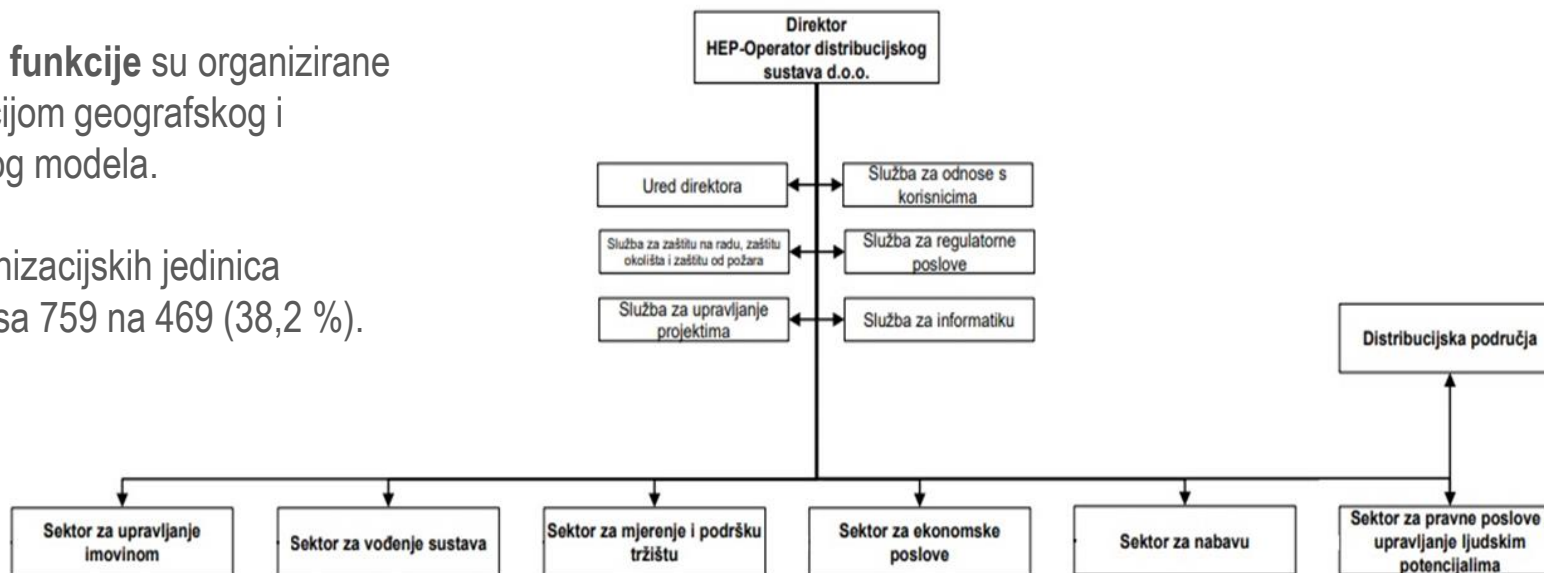 funkcije su organizirane
cijom geografskog i
og modela.
nizacijskih jedinica
sa 759 na 469 (38,2 %).
Direktor
HEP-Operator distribucijskog
sustava d.o.o.
Ured direktora
Služba za odnose s
korisnicima
Služba za zaštitu na radu, zaštitu
okolišta i zaštitu od požara
Služba za regulatorne
poslove
Služba za upravljanje
projektima
Služba za informatiku
Distribucijska područja
Sektor za upravljanje
imovinom
Sektor za vođenje sustava
Sektor za mjerenje i podršku
tržištu
Sektor za ekonomske
poslove
Sektor za nabavu
Sektor za pravne poslove
upravljanje ljudskim
potencijalima